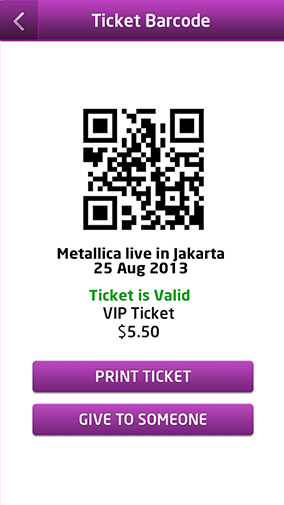 Ticket Barcode
Metallica live in Jakarta
25 Aug 2013
Ticket is Valid
VIP Ticket
$5.50
PRINT TICKET
GIVE TO SOMEONE